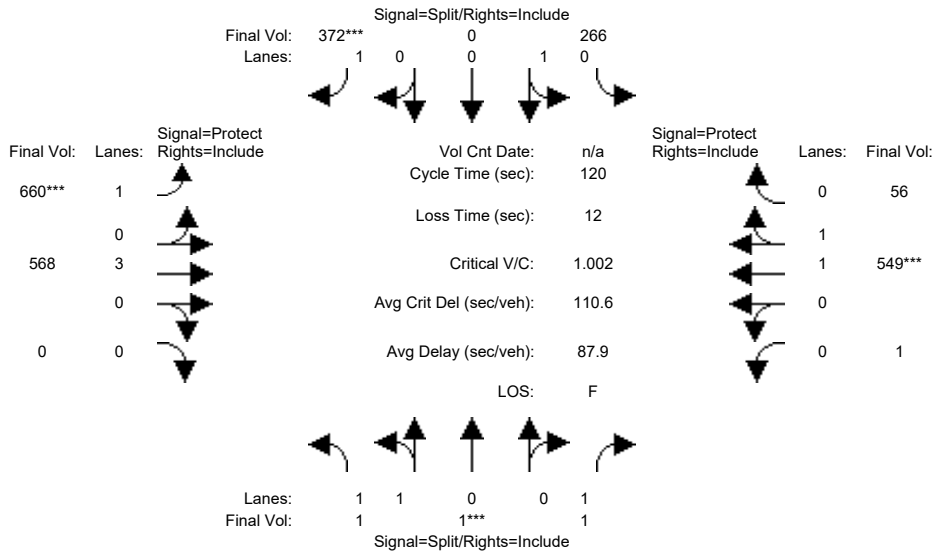 Signal=Split/Rights=Include
Final Vol: 372*** 0 266
Lanes: 1 0 0 1 0
Signal=Protect
Final Vol: Lanes: Rights=Include Vol Cnt Date: n/a
Signal=Protect
Rights=Include Lanes: Final Vol:
Cycle Time (sec): 120
660*** 1 0 56
Loss Time (sec): 12
0 1
568 3 Critical V/C: 1.002 1 549***
0 Avg Crit Del (sec/veh): 110.6 0
0 0 Avg Delay (sec/veh): 87.9 0 1
LOS: F
Lanes: 1 1 0 0 1
Final Vol: 1 1*** 1
Signal=Split/Rights=Include